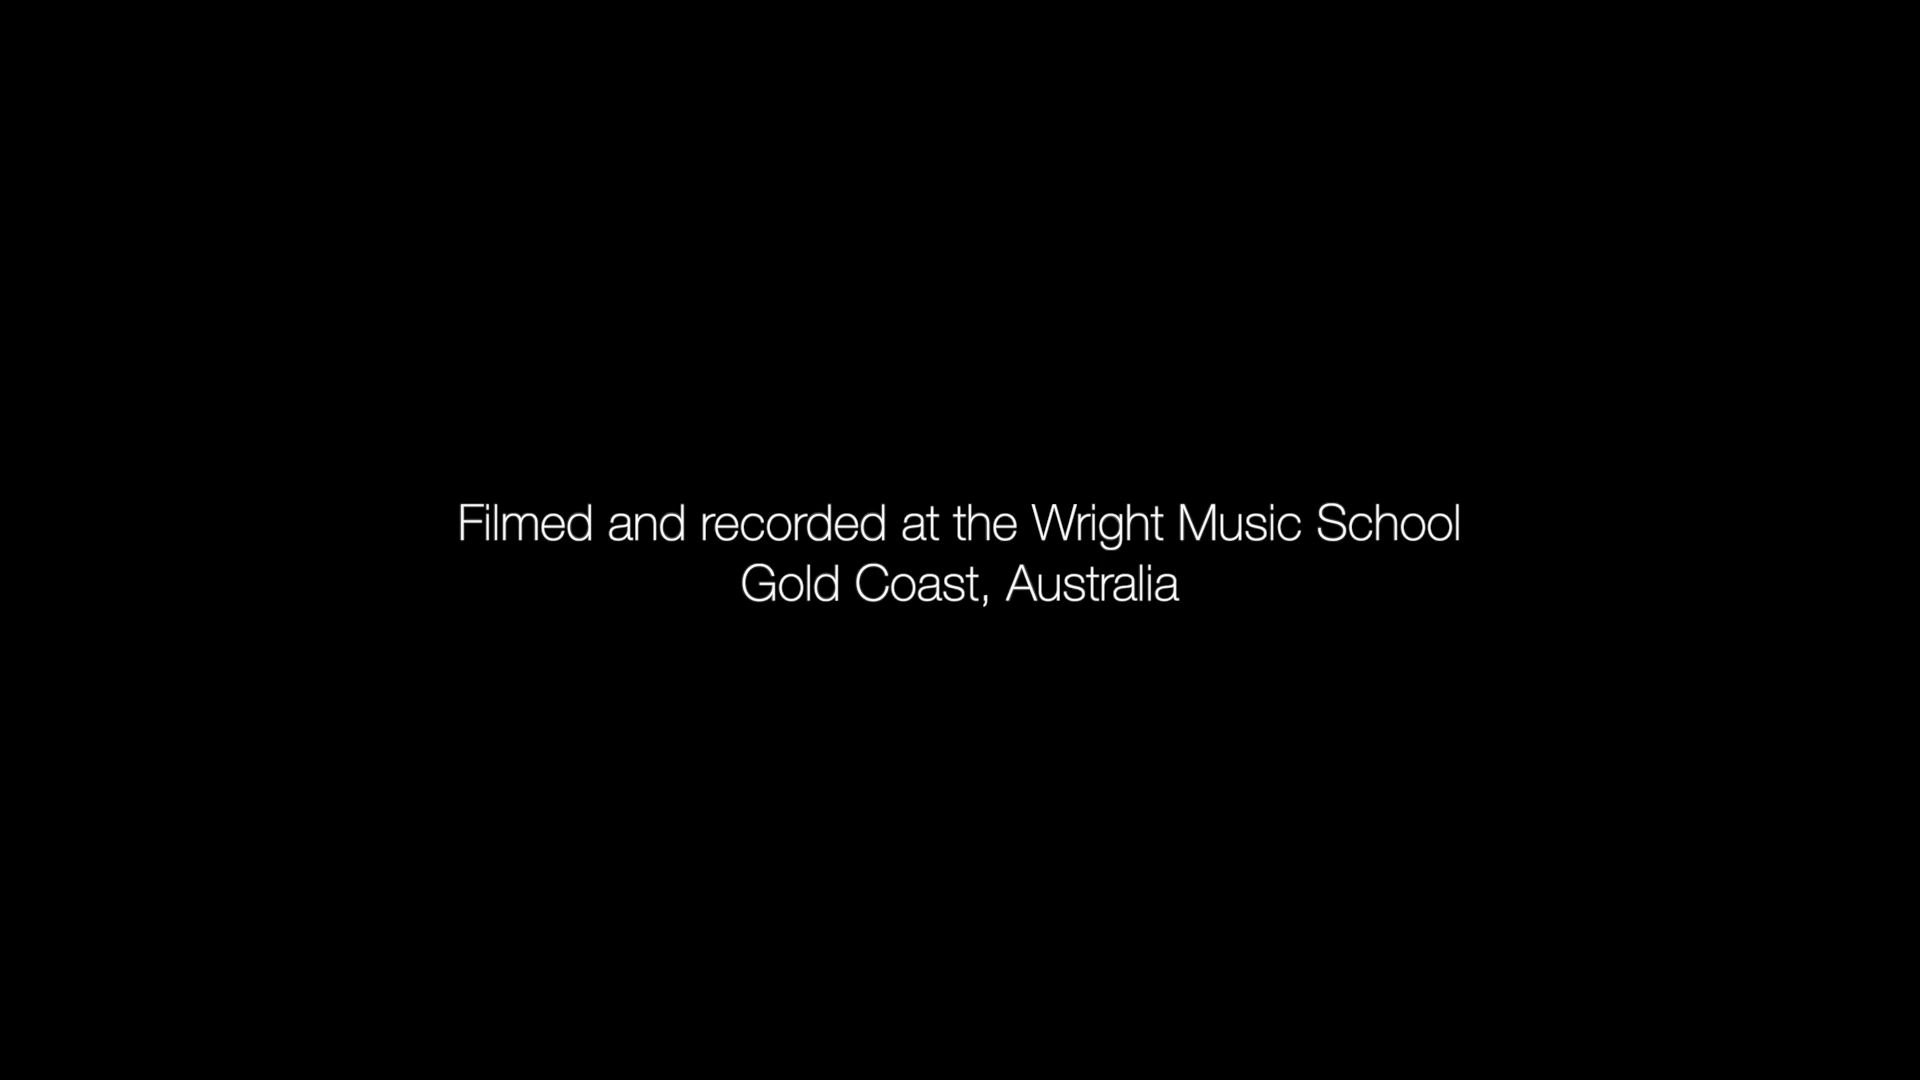 Filmed and recorded at the Wright Music School
Gold Coast, Australia